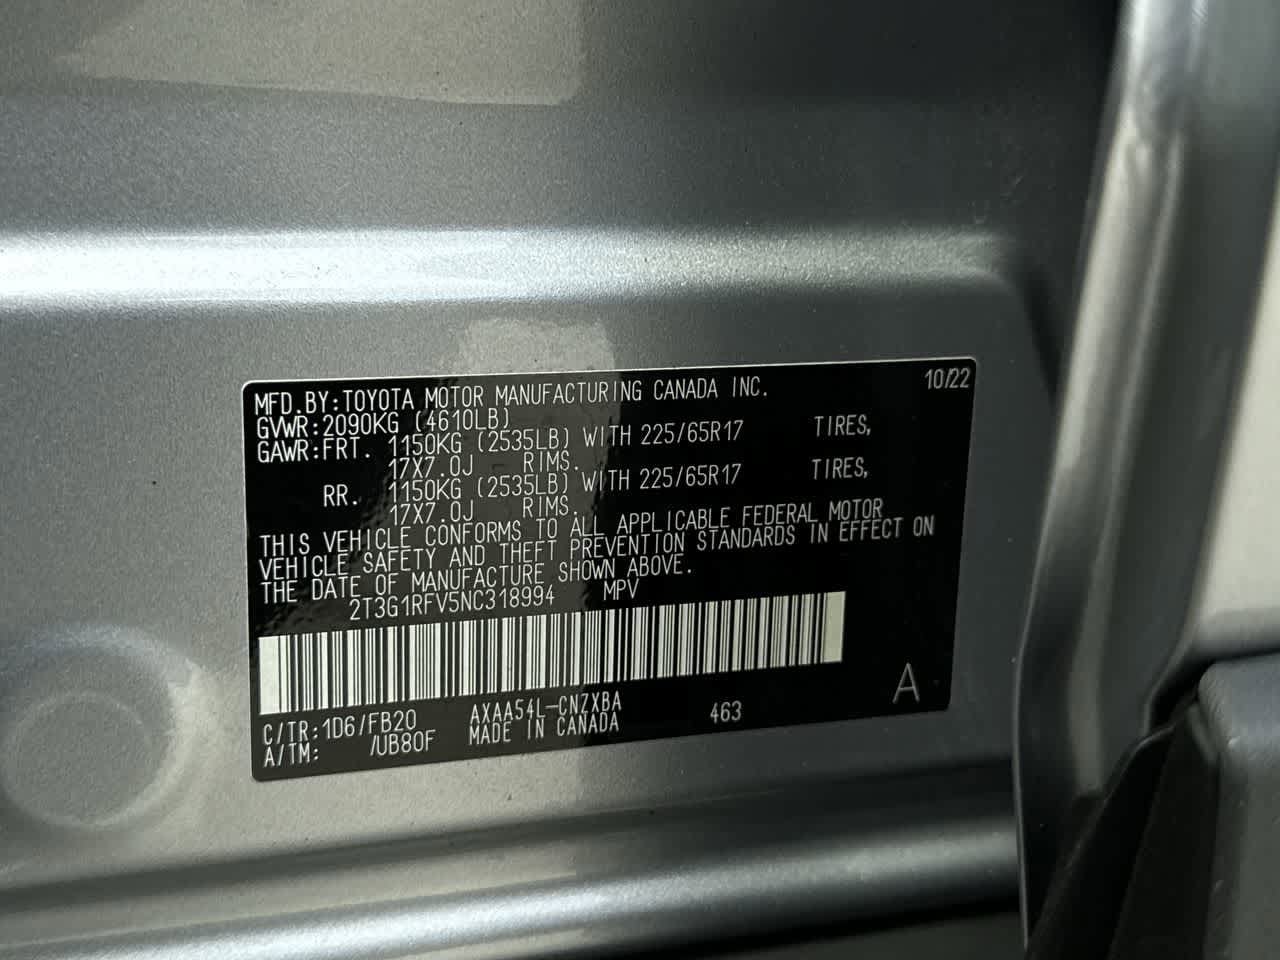 10/22
MFD.BY:TOYOTA MOTOR MANUFACTURING CANADA INC.
GVWR:2090KG (4610LB)
GAWR:FRT. 1150KG (2535LB) WITH 225/65R17 TIRES,
17X7.0J RIMS.
RR. 1150KG (2535LB) WITH 225/65R17 TIRES,
17X7.0J RIMS.
THIS VEHICLE CONFORMS TO ALL APPLICABLE FEDERAL MOTOR
VEHICLE SAFETY AND THEFT PREVENTION STANDARDS IN EFFECT ON
THE DATE OF MANUFACTURE SHOWN ABOVE.
2T3G1RFV5NC318994 MPV
A
C/TR:1D6/FB20 AXAA54L-CNZXBA 463
A/TM: /UB80F MADE IN CANADA